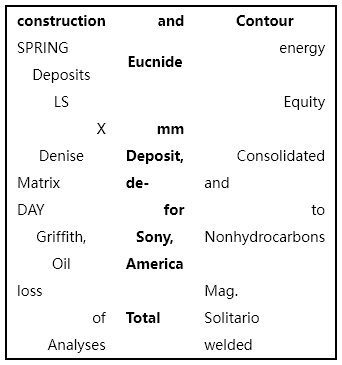 construction and Contour
SPRING Eucnide energy
Deposits
LS Equity
X mm
Denise Deposit, Consolidated
Matrix de- and
DAY for to
Griffith, Sony, Nonhydrocarbons
Oil America
loss Mag.
of Total Solitario
Analyses welded